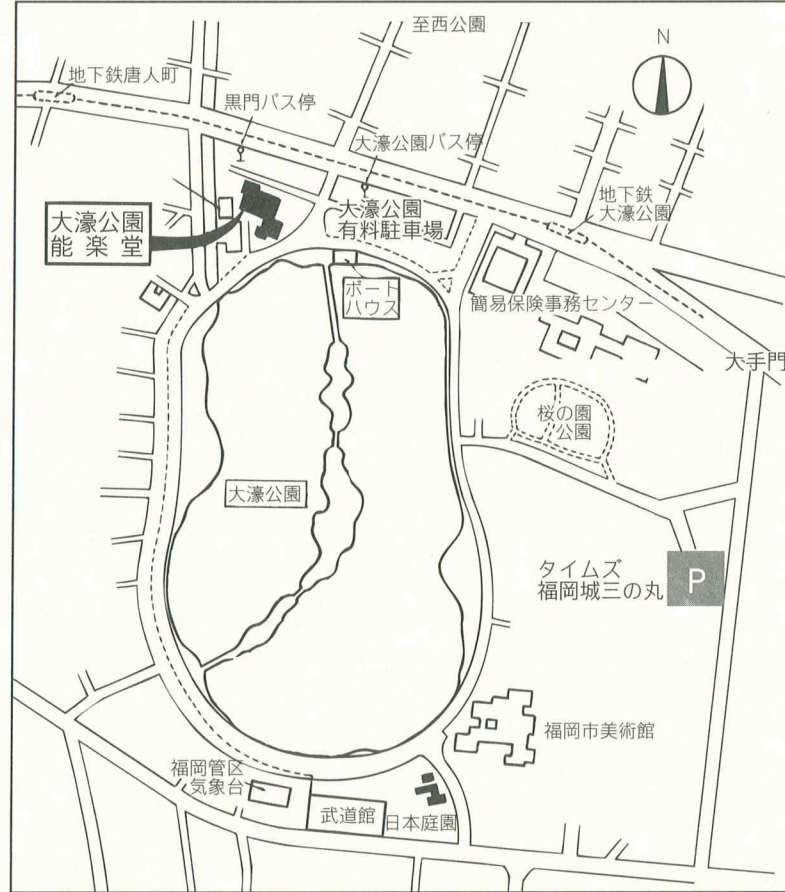 至西公園
N
地下鉄唐人町
黒門バス停
大濠公園バス停
地下鉄
大濠公園
大濠公園
能楽堂
大濠公園
有料駐車場
ボート
ハウス
簡易保険事務センター
大手門
桜の園
公園
大濠公園
タイムズ
福岡城三の丸
P
福岡市美術館
福岡管区
気象台
武道館
日本庭園